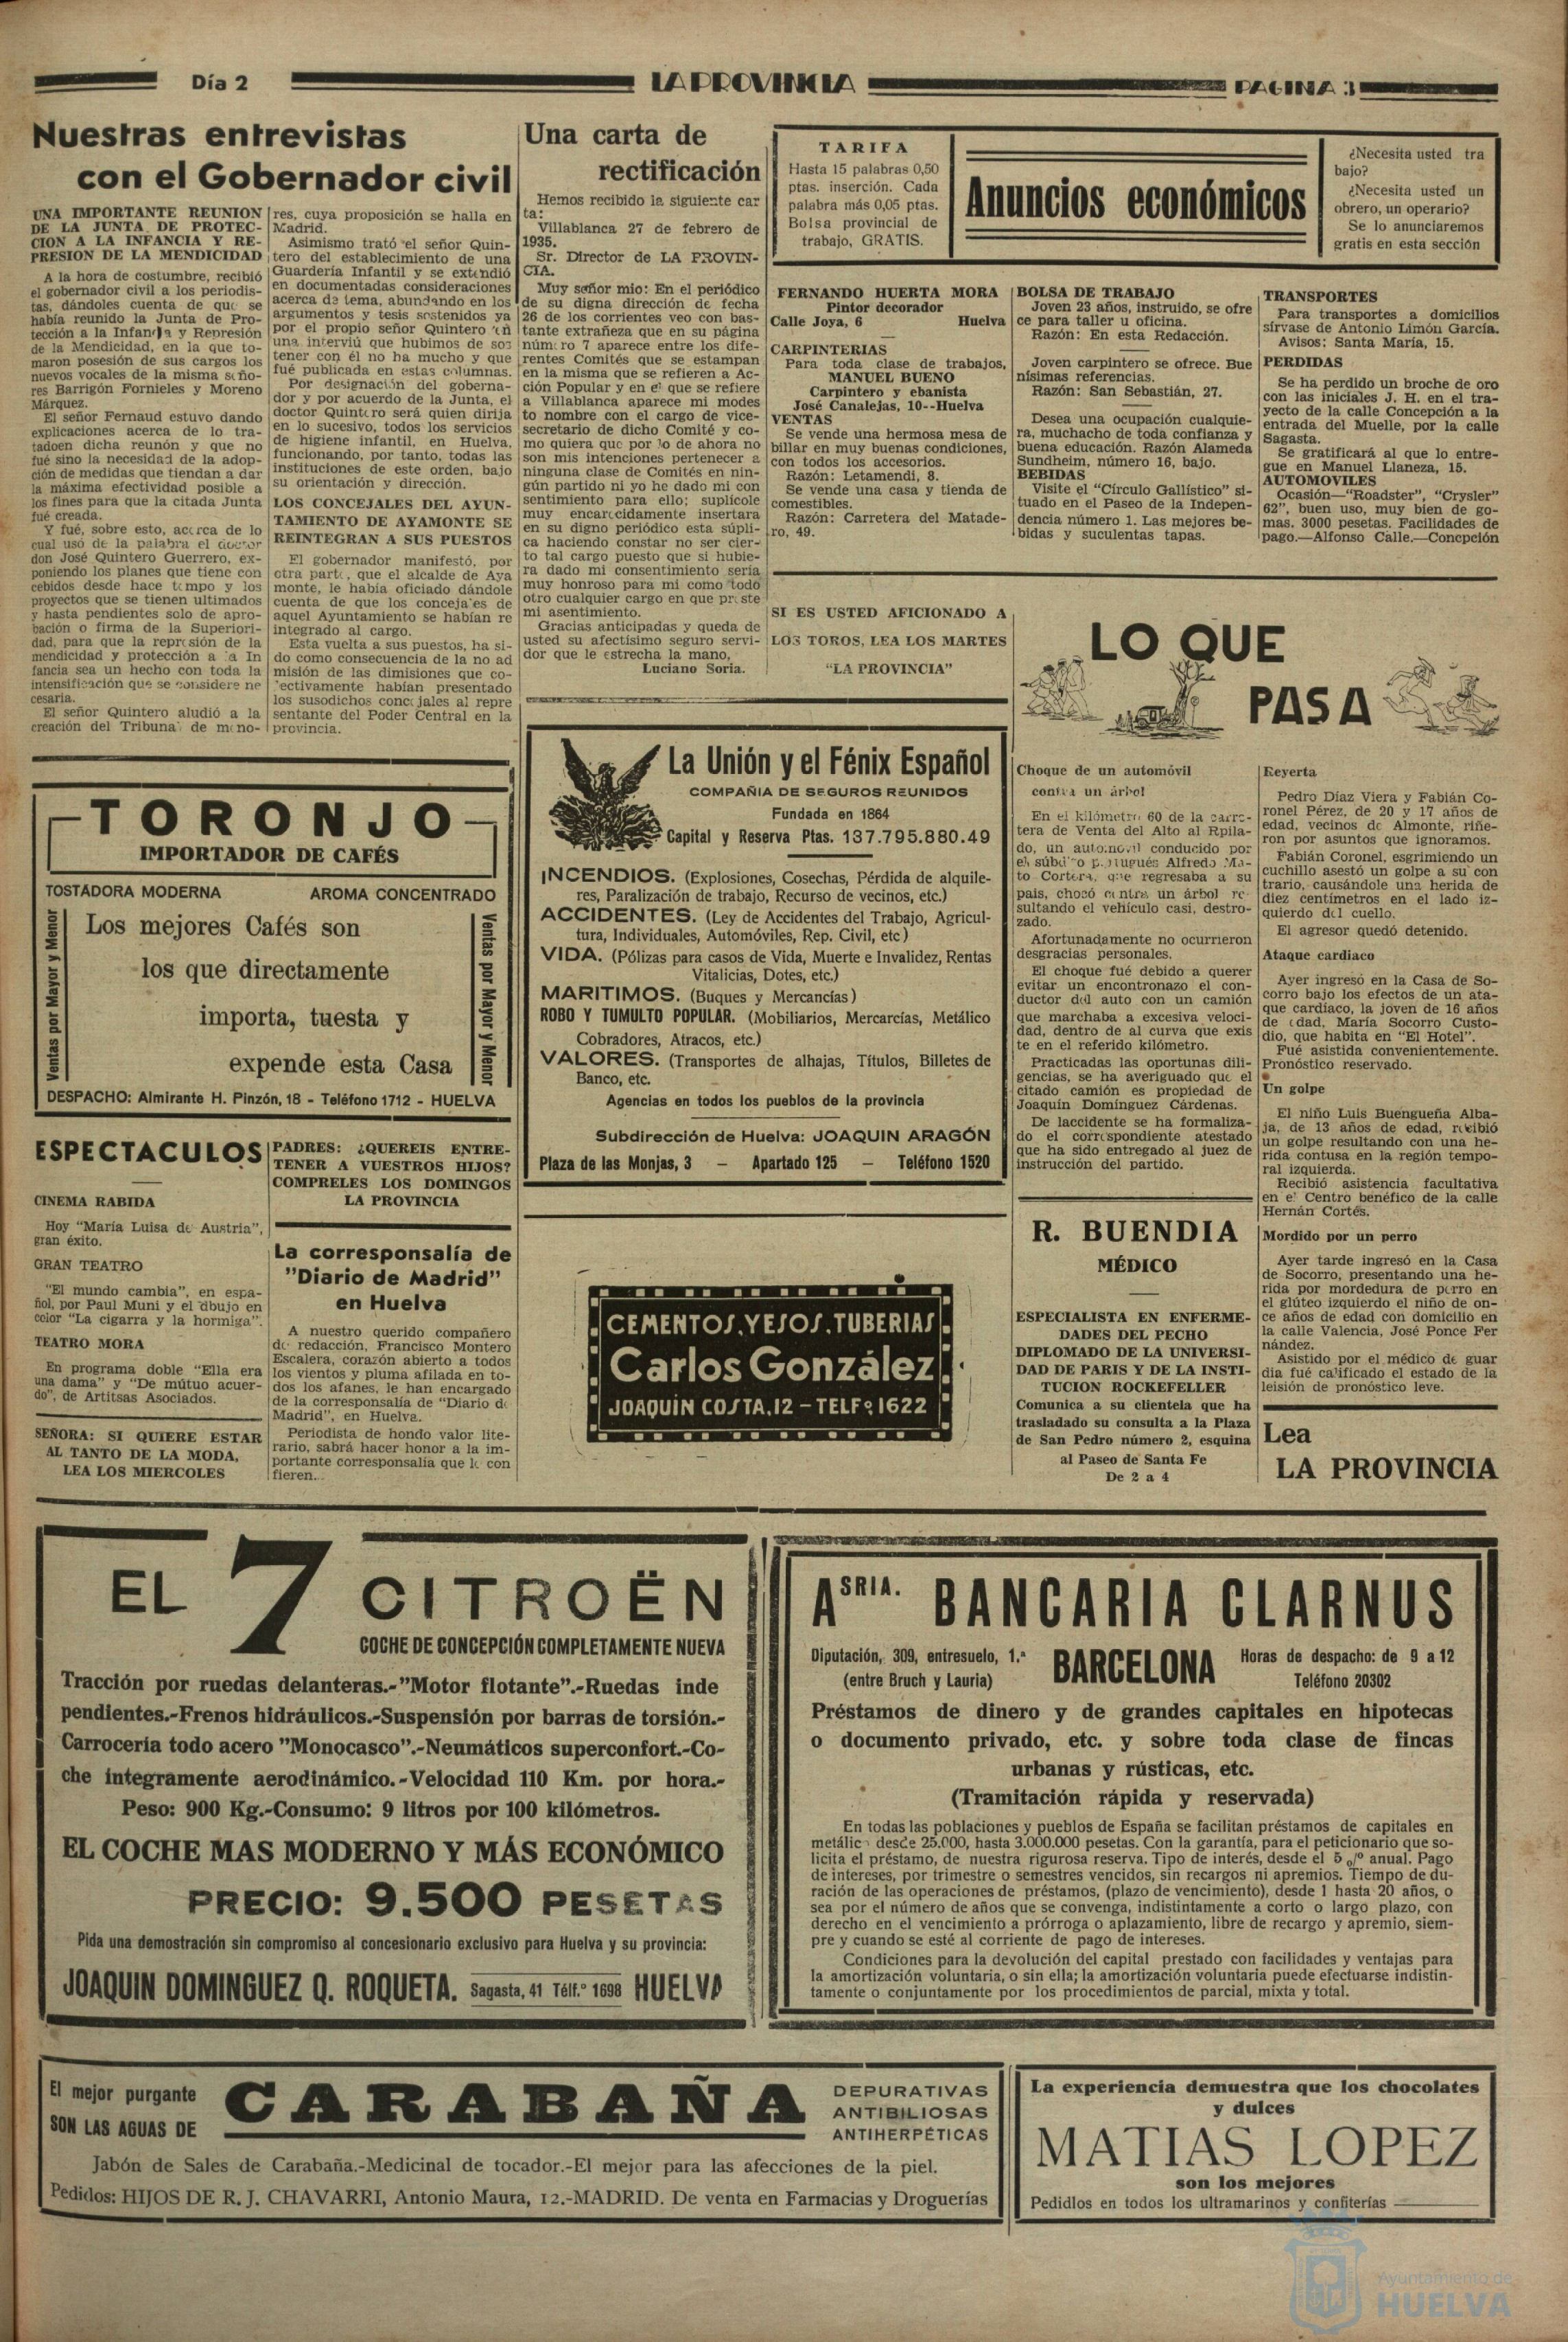 Día 2
LA PROVINCIA
PAGINA 3
Nuestras entrevistas
con el Gobernador civil
UNA IMPORTANTE REUNION
DE LA JUNTA DE PROTEC-
CION A LA INFANCIA Y RE-
PRESION DE LA MENDICIDAD
A la hora de costumbre, recibió
el gobernador civil a los periodis-
tas, dándoles cuenta de que se
había reunido la Junta de Pro-
tección a la Infancia y Represión
de la Mendicidad, en la que to-
maron posesión de sus cargos los
nuevos vocales de la misma seño-
res Barrigón Fornieles y Moreno
Márquez.
El señor Fernaud estuvo dando
explicaciones acerca de lo tra-
tadoen dicha reunón y que no
fué sino la necesidad de la adop-
ción de medidas que tiendan a dar
la máxima efectividad posible a
los fines para que la citada Junta
fué creada.
Y fué, sobre esto, acerca de lo
cual usó de la palabra el doctor
don José Quintero Guerrero, ex-
poniendo los planes que tiene con
cebidos desde hace tempo y los
proyectos que se tienen ultimados
y hasta pendientes solo de apro-
bación o firma de la Superiori-
dad, para que la represión de la
mendicidad y protección a la In
fancia sea un hecho con toda la
intensificación que se considere ne
cesaria.
El señor Quintero aludió a la
creación del Tribunal de meno-
res, cuya proposición se halla en
Madrid.
Asimismo trató el señor Quin-
tero del establecimiento de una
Guardería Infantil y se extendió
en documentadas consideraciones
acerca de tema, abundando en los
argumentos y tesis sostenidos ya
por el propio señor Quintero en
una interviú que hubimos de sos
tener con él no ha mucho y que
fué publicada en estas columnas.
Por designación del goberna-
dor y por acuerdo de la Junta, el
doctor Quintero será quien dirija
en lo sucesivo, todos los servicios
de higiene infantil, en Huelva,
funcionando, por tanto, todas las
instituciones de este orden, bajo
su orientación y dirección.
LOS CONCEJALES DEL AYUN-
TAMIENTO DE AYAMONTE SE
REINTEGRAN A SUS PUESTOS
El gobernador manifestó, por
otra parte, que el alcalde de Aya
monte, le había oficiado dándole
cuenta de que los concejales de
aquel Ayuntamiento se habían re
integrado al cargo.
Esta vuelta a sus puestos, ha si-
do como consecuencia de la no ad
misión de las dimisiones que co-
lectivamente habían presentado
los susodichos concejales al repre
sentante del Poder Central en la
provincia.
Una carta de
rectificación
Hemos recibido la siguiente car
ta:
Villablanca 27 de febrero de
1935.
Sr. Director de LA PROVIN-
CIA.
Muy señor mio: En el periódico
de su digna dirección de fecha
26 de los corrientes veo con bas-
tante extrañeza que en su página
número 7 aparece entre los dife-
rentes Comités que se estampan
en la misma que se refieren a Ac-
ción Popular y en el que se refiere
a Villablanca aparece mi modes
to nombre con el cargo de vice-
secretario de dicho Comité y co-
mo quiera que por lo de ahora no
son mis intenciones pertenecer a
ninguna clase de Comités en nin-
gún partido ni yo he dado mi con
sentimiento para ello; suplícole
muy encarecidamente insertara
en su digno periódico esta súpli-
ca haciendo constar no ser cier-
to tal cargo puesto que si hubie-
ra dado mi consentimiento sería
muy honroso para mi como todo
otro cualquier cargo en que preste
mi asentimiento.
Gracias anticipadas y queda de
usted su afectísimo seguro servi-
dor que le estrecha la mano,
Luciano Soria.
TARIFA
Hasta 15 palabras 0,50
ptas. inserción. Cada
palabra más 0,05 ptas.
Bolsa provincial de
trabajo, GRATIS.
Anuncios económicos
¿Necesita usted tra
bajo?
¿Necesita usted un
obrero, un operario?
Se lo anunciaremos
gratis en esta sección
FERNANDO HUERTA MORA
Pintor decorador
Calle Joya, 6 Huelva
CARPINTERIAS
Para toda clase de trabajos,
MANUEL BUENO
Carpintero y ebanista
José Canalejas, 10--Huelva
VENTAS
Se vende una hermosa mesa de
billar en muy buenas condiciones,
con todos los accesorios.
Razón: Letamendi, 8.
Se vende una casa y tienda de
comestibles.
Razón: Carretera del Matade-
ro, 49.
BOLSA DE TRABAJO
Joven 23 años, instruido, se ofre
ce para taller u oficina.
Razón: En esta Redacción.
Joven carpintero se ofrece. Bue
nísimas referencias.
Razón: San Sebastián, 27.
Desea una ocupación cualquie-
ra, muchacho de toda confianza y
buena educación. Razón Alameda
Sundheim, número 16, bajo.
BEBIDAS
Visite el "Círculo Gallístico" si-
tuado en el Paseo de la Indepen-
dencia número 1. Las mejores be-
bidas y suculentas tapas.
TRANSPORTES
Para transportes a domicilios
sírvase de Antonio Limón García.
Avisos: Santa María, 15.
PERDIDAS
Se ha perdido un broche de oro
con las iniciales J. H. en el tra-
yecto de la calle Concepción a la
entrada del Muelle, por la calle
Sagasta.
Se gratificará al que lo entre-
gue en Manuel Llaneza, 15.
AUTOMOVILES
Ocasión—"Roadster", "Crysler"
62", buen uso, muy bien de go-
mas. 3000 pesetas. Facilidades de
pago.—Alfonso Calle.—Concpción
SI ES USTED AFICIONADO A
LOS TOROS, LEA LOS MARTES
"LA PROVINCIA"
LO QUE
PASA
Choque de un automóvil
contra un árbol
En el kilómetro 60 de la carre-
tera de Venta del Alto al Rpila-
do, un automóvil conducido por
el súbdito portugués Alfredo Ma-
to Cortera, que regresaba a su
país, chocó contra un árbol re-
sultando el vehículo casi, destro-
zado.
Afortunadamente no ocurrieron
desgracias personales.
El choque fué debido a querer
evitar un encontronazo el con-
ductor del auto con un camión
que marchaba a excesiva veloci-
dad, dentro de al curva que exis
te en el referido kilómetro.
Practicadas las oportunas dili-
gencias, se ha averiguado que el
citado camión es propiedad de
Joaquín Domínguez Cárdenas.
De laccidente se ha formaliza-
do el correspondiente atestado
que ha sido entregado al juez de
instrucción del partido.
Reyerta
Pedro Díaz Viera y Fabián Co-
ronel Pérez, de 20 y 17 años de
edad, vecinos de Almonte, riñe-
ron por asuntos que ignoramos.
Fabián Coronel, esgrimiendo un
cuchillo asestó un golpe a su con
trario, causándole una herida de
diez centímetros en el lado iz-
quierdo del cuello.
El agresor quedó detenido.
Ataque cardiaco
Ayer ingresó en la Casa de So-
corro bajo los efectos de un ata-
que cardíaco, la joven de 16 años
de edad, María Socorro Custo-
dio, que habita en "El Hotel".
Fué asistida convenientemente.
Pronóstico reservado.
Un golpe
El niño Luis Buengueña Alba-
ja, de 13 años de edad, recibió
un golpe resultando con una he-
rida contusa en la región tempo-
ral izquierda.
Recibió asistencia facultativa
en el Centro benéfico de la calle
Hernán Cortés.
Mordido por un perro
Ayer tarde ingresó en la Casa
de Socorro, presentando una he-
rida por mordedura de perro en
el glúteo izquierdo el niño de on-
ce años de edad con domicilio en
la calle Valencia, José Ponce Fer
nández.
Asistido por el médico de guar
dia fué calificado el estado de la
leisión de pronóstico leve.
Lea
LA PROVINCIA
R. BUENDIA
MÉDICO
ESPECIALISTA EN ENFERME-
DADES DEL PECHO
DIPLOMADO DE LA UNIVERSI-
DAD DE PARIS Y DE LA INSTI-
TUCION ROCKEFELLER
Comunica a su clientela que ha
trasladado su consulta a la Plaza
de San Pedro número 2, esquina
al Paseo de Santa Fe
De 2 a 4
TORONJO
IMPORTADOR DE CAFÉS
TOSTADORA MODERNA AROMA CONCENTRADO
Ventas por Mayor y Menor
Los mejores Cafés son
los que directamente
importa, tuesta y
expende esta Casa
Ventas por Mayor y Menor
DESPACHO: Almirante H. Pinzón, 18 - Teléfono 1712 - HUELVA
La Unión y el Fénix Español
COMPAÑIA DE SEGUROS REUNIDOS
Fundada en 1864
Capital y Reserva Ptas. 137.795.880.49
INCENDIOS. (Explosiones, Cosechas, Pérdida de alquile-
res, Paralización de trabajo, Recurso de vecinos, etc.)
ACCIDENTES. (Ley de Accidentes del Trabajo, Agricul-
tura, Individuales, Automóviles, Rep. Civil, etc)
VIDA. (Pólizas para casos de Vida, Muerte e Invalidez, Rentas
Vitalicias, Dotes, etc.)
MARITIMOS. (Buques y Mercancías)
ROBO Y TUMULTO POPULAR. (Mobiliarios, Mercarcías, Metálico
Cobradores, Atracos, etc.)
VALORES. (Transportes de alhajas, Títulos, Billetes de
Banco, etc.
Agencias en todos los pueblos de la provincia
Subdirección de Huelva: JOAQUIN ARAGÓN
Plaza de las Monjas, 3 – Apartado 125 – Teléfono 1520
ESPECTACULOS
CINEMA RABIDA
Hoy "María Luisa de Austria",
gran éxito.
GRAN TEATRO
"El mundo cambia", en espa-
ñol, por Paul Muni y el dbujo en
color "La cigarra y la hormiga".
TEATRO MORA
En programa doble "Ella era
una dama" y "De mútuo acuer-
do", de Artitsas Asociados.
SEÑORA: SI QUIERE ESTAR
AL TANTO DE LA MODA,
LEA LOS MIERCOLES
PADRES: ¿QUEREIS ENTRE-
TENER A VUESTROS HIJOS?
COMPRELES LOS DOMINGOS
LA PROVINCIA
La corresponsalía de
"Diario de Madrid"
en Huelva
A nuestro querido compañero
de redacción, Francisco Montero
Escalera, corazón abierto a todos
los vientos y pluma afilada en to-
dos los afanes, le han encargado
de la corresponsalía de "Diario de
Madrid", en Huelva.
Periodista de hondo valor lite-
rario, sabrá hacer honor a la im-
portante corresponsalía que le con
fieren..
CEMENTOS, YESOS, TUBERIAS
Carlos González
JOAQUIN COSTA, 12 – TELFº 1622
EL 7 CITROËN
COCHE DE CONCEPCIÓN COMPLETAMENTE NUEVA
Tracción por ruedas delanteras.-"Motor flotante".-Ruedas inde
pendientes.-Frenos hidráulicos.-Suspensión por barras de torsión.-
Carrocería todo acero "Monocasco".-Neumáticos superconfort.-Co-
che íntegramente aerodinámico.-Velocidad 110 Km. por hora.-
Peso: 900 Kg.-Consumo: 9 litros por 100 kilómetros.
EL COCHE MAS MODERNO Y MÁS ECONÓMICO
PRECIO: 9.500 PESETAS
Pida una demostración sin compromiso al concesionario exclusivo para Huelva y su provincia:
JOAQUIN DOMINGUEZ Q. ROQUETA. Sagasta, 41 Télf.º 1698 HUELVA
ASRIA. BANCARIA CLARNUS
Diputación, 309, entresuelo, 1.ª
(entre Bruch y Lauria)
BARCELONA
Horas de despacho: de 9 a 12
Teléfono 20302
Préstamos de dinero y de grandes capitales en hipotecas
o documento privado, etc. y sobre toda clase de fincas
urbanas y rústicas, etc.
(Tramitación rápida y reservada)
En todas las poblaciones y pueblos de España se facilitan préstamos de capitales en
metálico desde 25.000, hasta 3.000.000 pesetas. Con la garantía, para el peticionario que so-
licita el préstamo, de nuestra rigurosa reserva. Tipo de interés, desde el 5 o/º anual. Pago
de intereses, por trimestre o semestres vencidos, sin recargos ni apremios. Tiempo de du-
ración de las operaciones de préstamos, (plazo de vencimiento), desde 1 hasta 20 años, o
sea por el número de años que se convenga, indistintamente a corto o largo plazo, con
derecho en el vencimiento a prórroga o aplazamiento, libre de recargo y apremio, siem-
pre y cuando se esté al corriente de pago de intereses.
Condiciones para la devolución del capital prestado con facilidades y ventajas para
la amortización voluntaria, o sin ella; la amortización voluntaria puede efectuarse indistin-
tamente o conjuntamente por los procedimientos de parcial, mixta y total.
El mejor purgante
SON LAS AGUAS DE
CARABAÑA
DEPURATIVAS
ANTIBILIOSAS
ANTIHERPÉTICAS
Jabón de Sales de Carabaña.-Medicinal de tocador.-El mejor para las afecciones de la piel.
Pedidos: HIJOS DE R. J. CHAVARRI, Antonio Maura, 12.-MADRID. De venta en Farmacias y Droguerías
La experiencia demuestra que los chocolates
y dulces
MATIAS LOPEZ
son los mejores
Pedidlos en todos los ultramarinos y confiterías
Ayuntamiento de
HUELVA